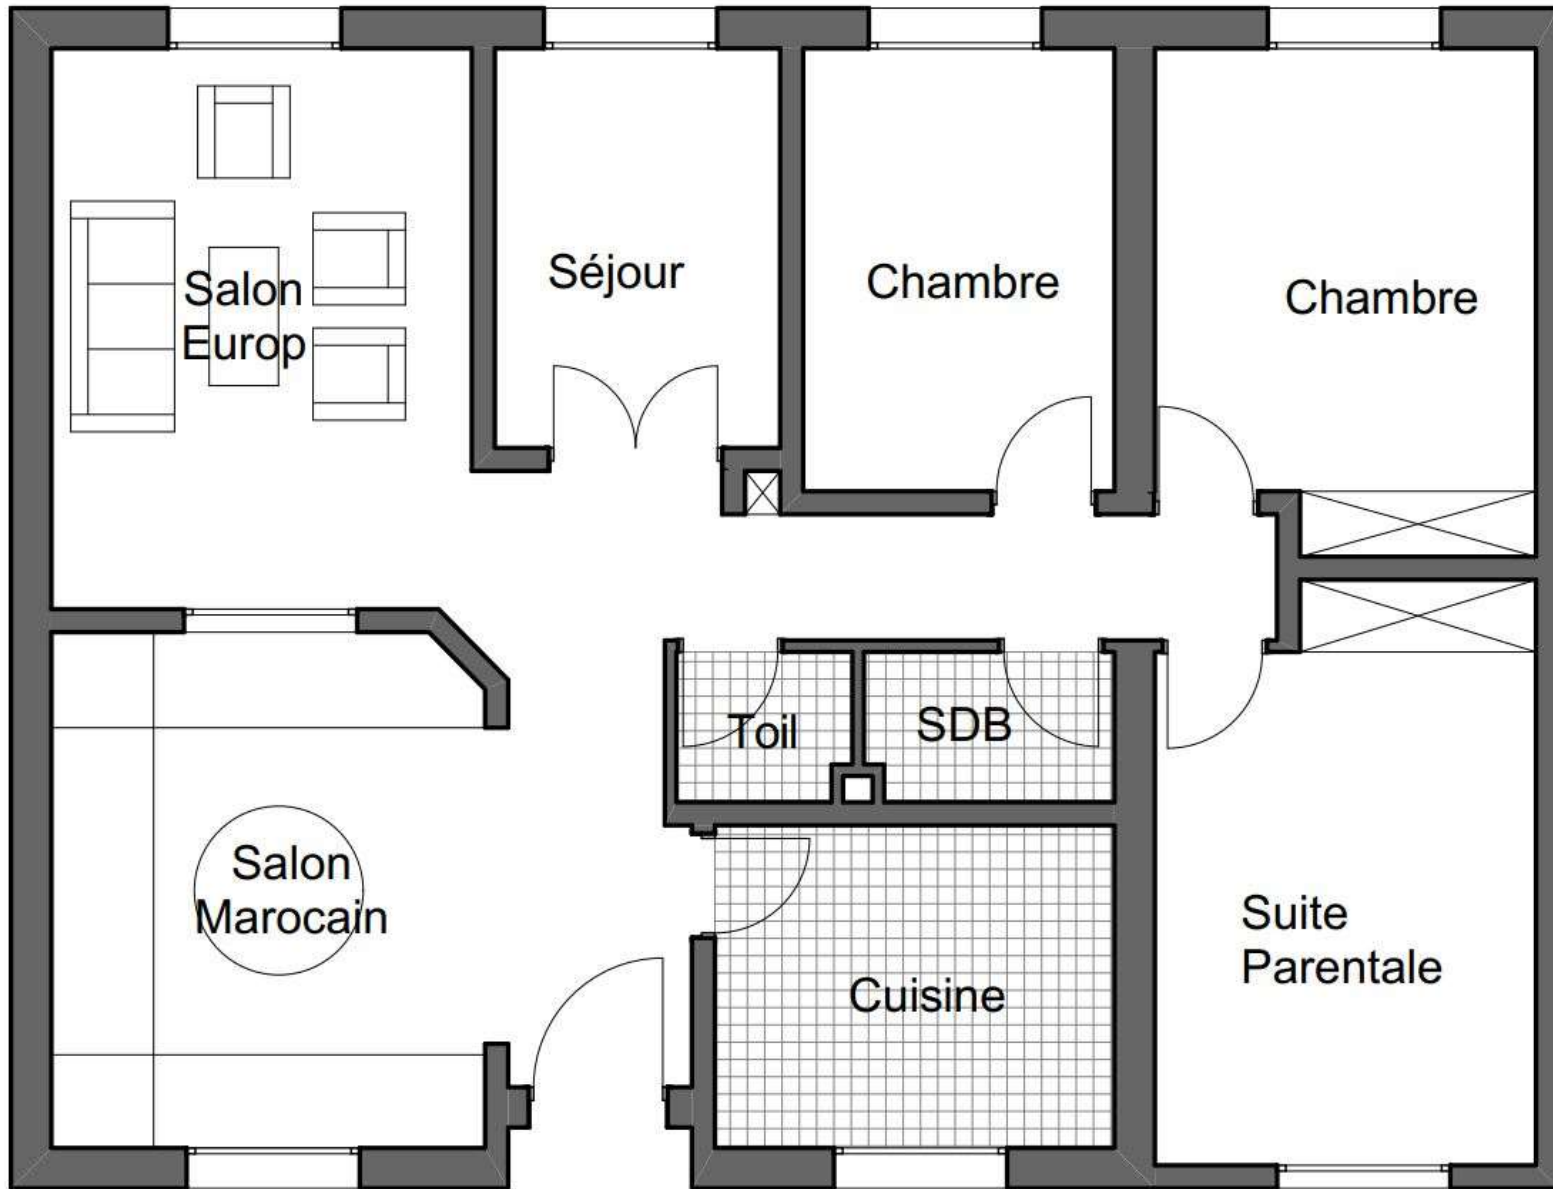 Salon
Europ
Séjour
Chambre
Chambre
Toil
SDB
Salon
Marocain
Cuisine
Suite
Parentale